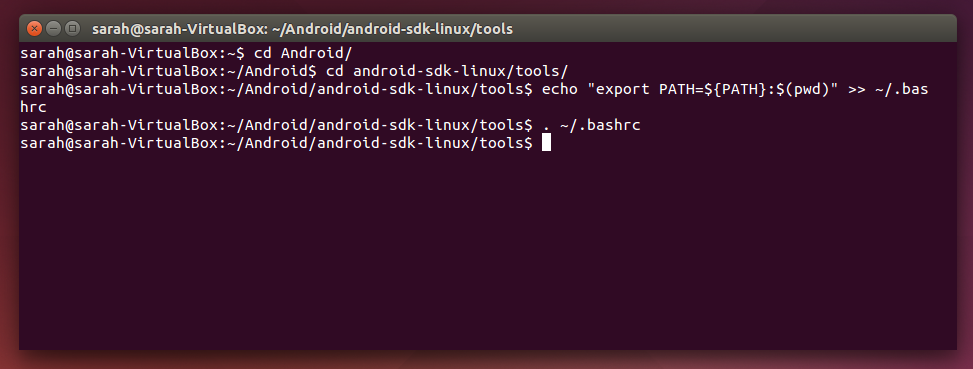 sarah@sarah-VirtualBox: ~/Android/android-sdk-linux/tools
sarah@sarah-VirtualBox:~$ cd Android/
sarah@sarah-VirtualBox:~/Android$ cd android-sdk-linux/tools/
sarah@sarah-VirtualBox:~/Android/android-sdk-linux/tools$ echo "export PATH=${PATH}:$(pwd)" >> ~/.bas
hrc
sarah@sarah-VirtualBox:~/Android/android-sdk-linux/tools$ . ~/.bashrc
sarah@sarah-VirtualBox:~/Android/android-sdk-linux/tools$